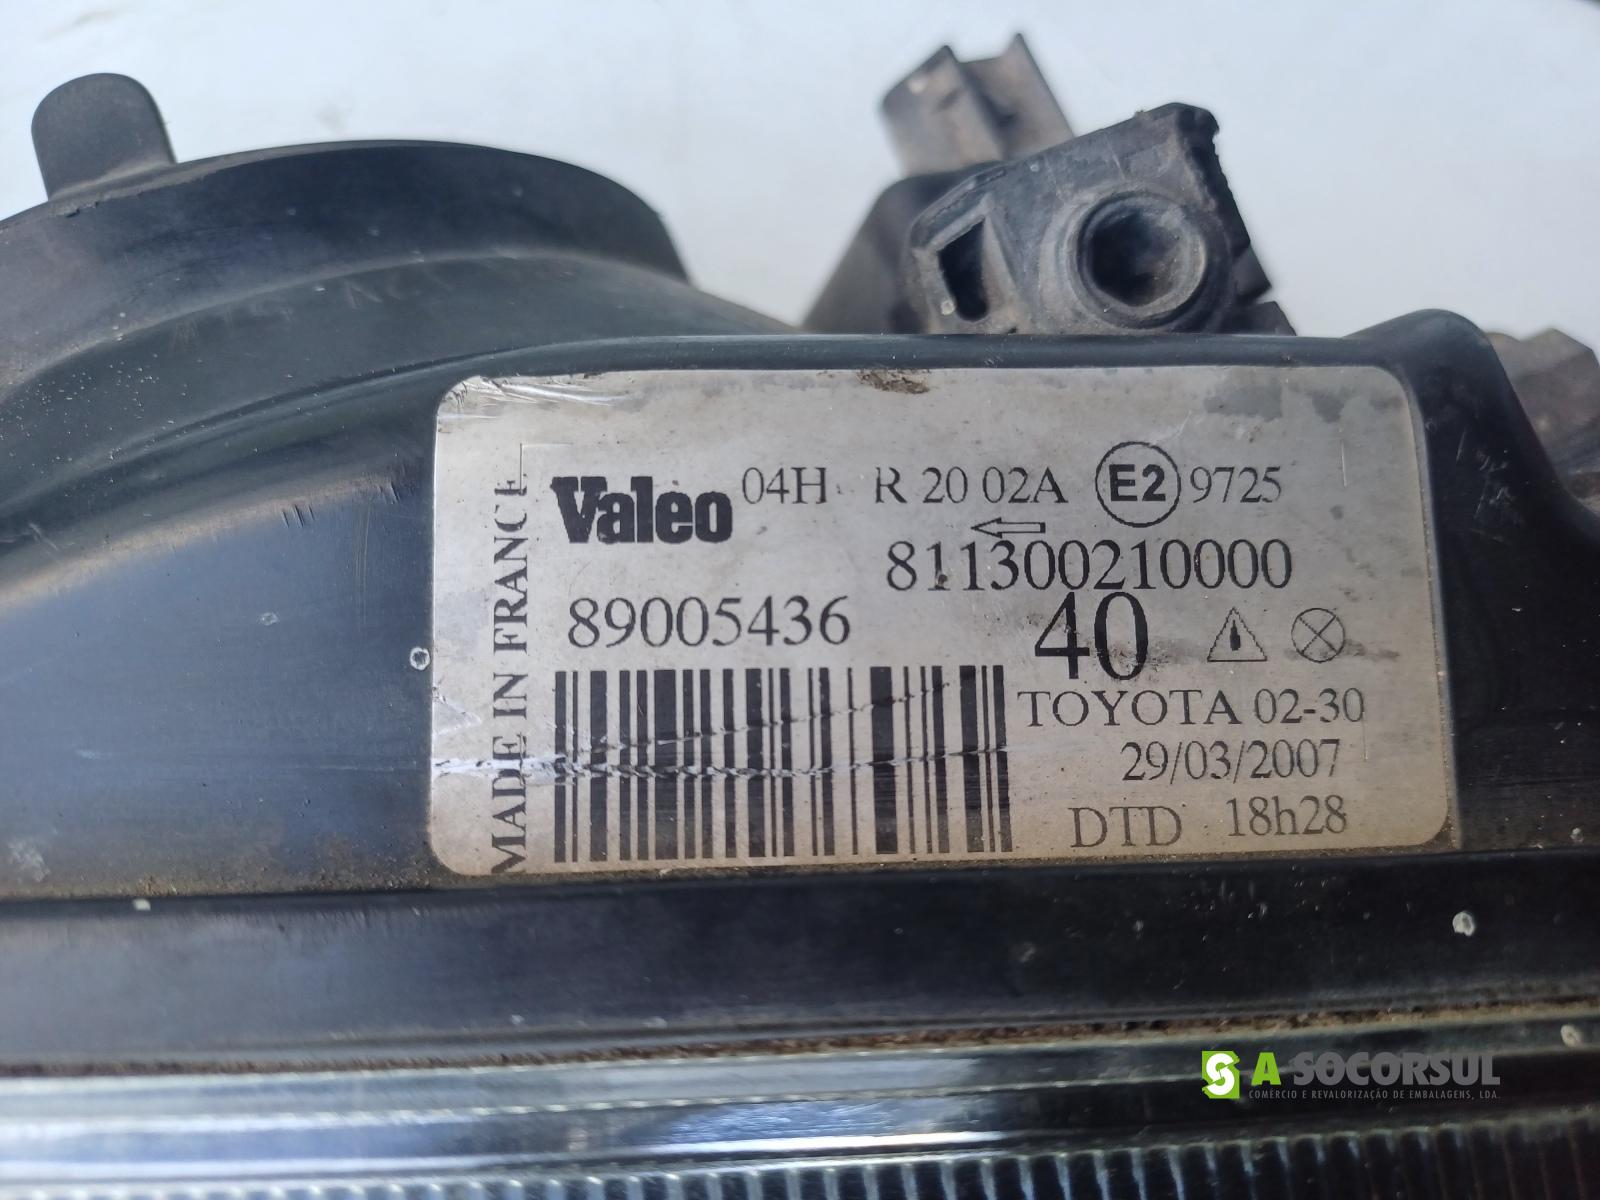 MADE IN FRANCE
Valeo 04H R 20 02A E2 9725
811300210000
89005436
40
TOYOTA 02-30
29/03/2007
DTD 18h28
S A SOCORSUL
COMÉRCIO E REVALORIZAÇÃO DE EMBALAGENS, LDA.